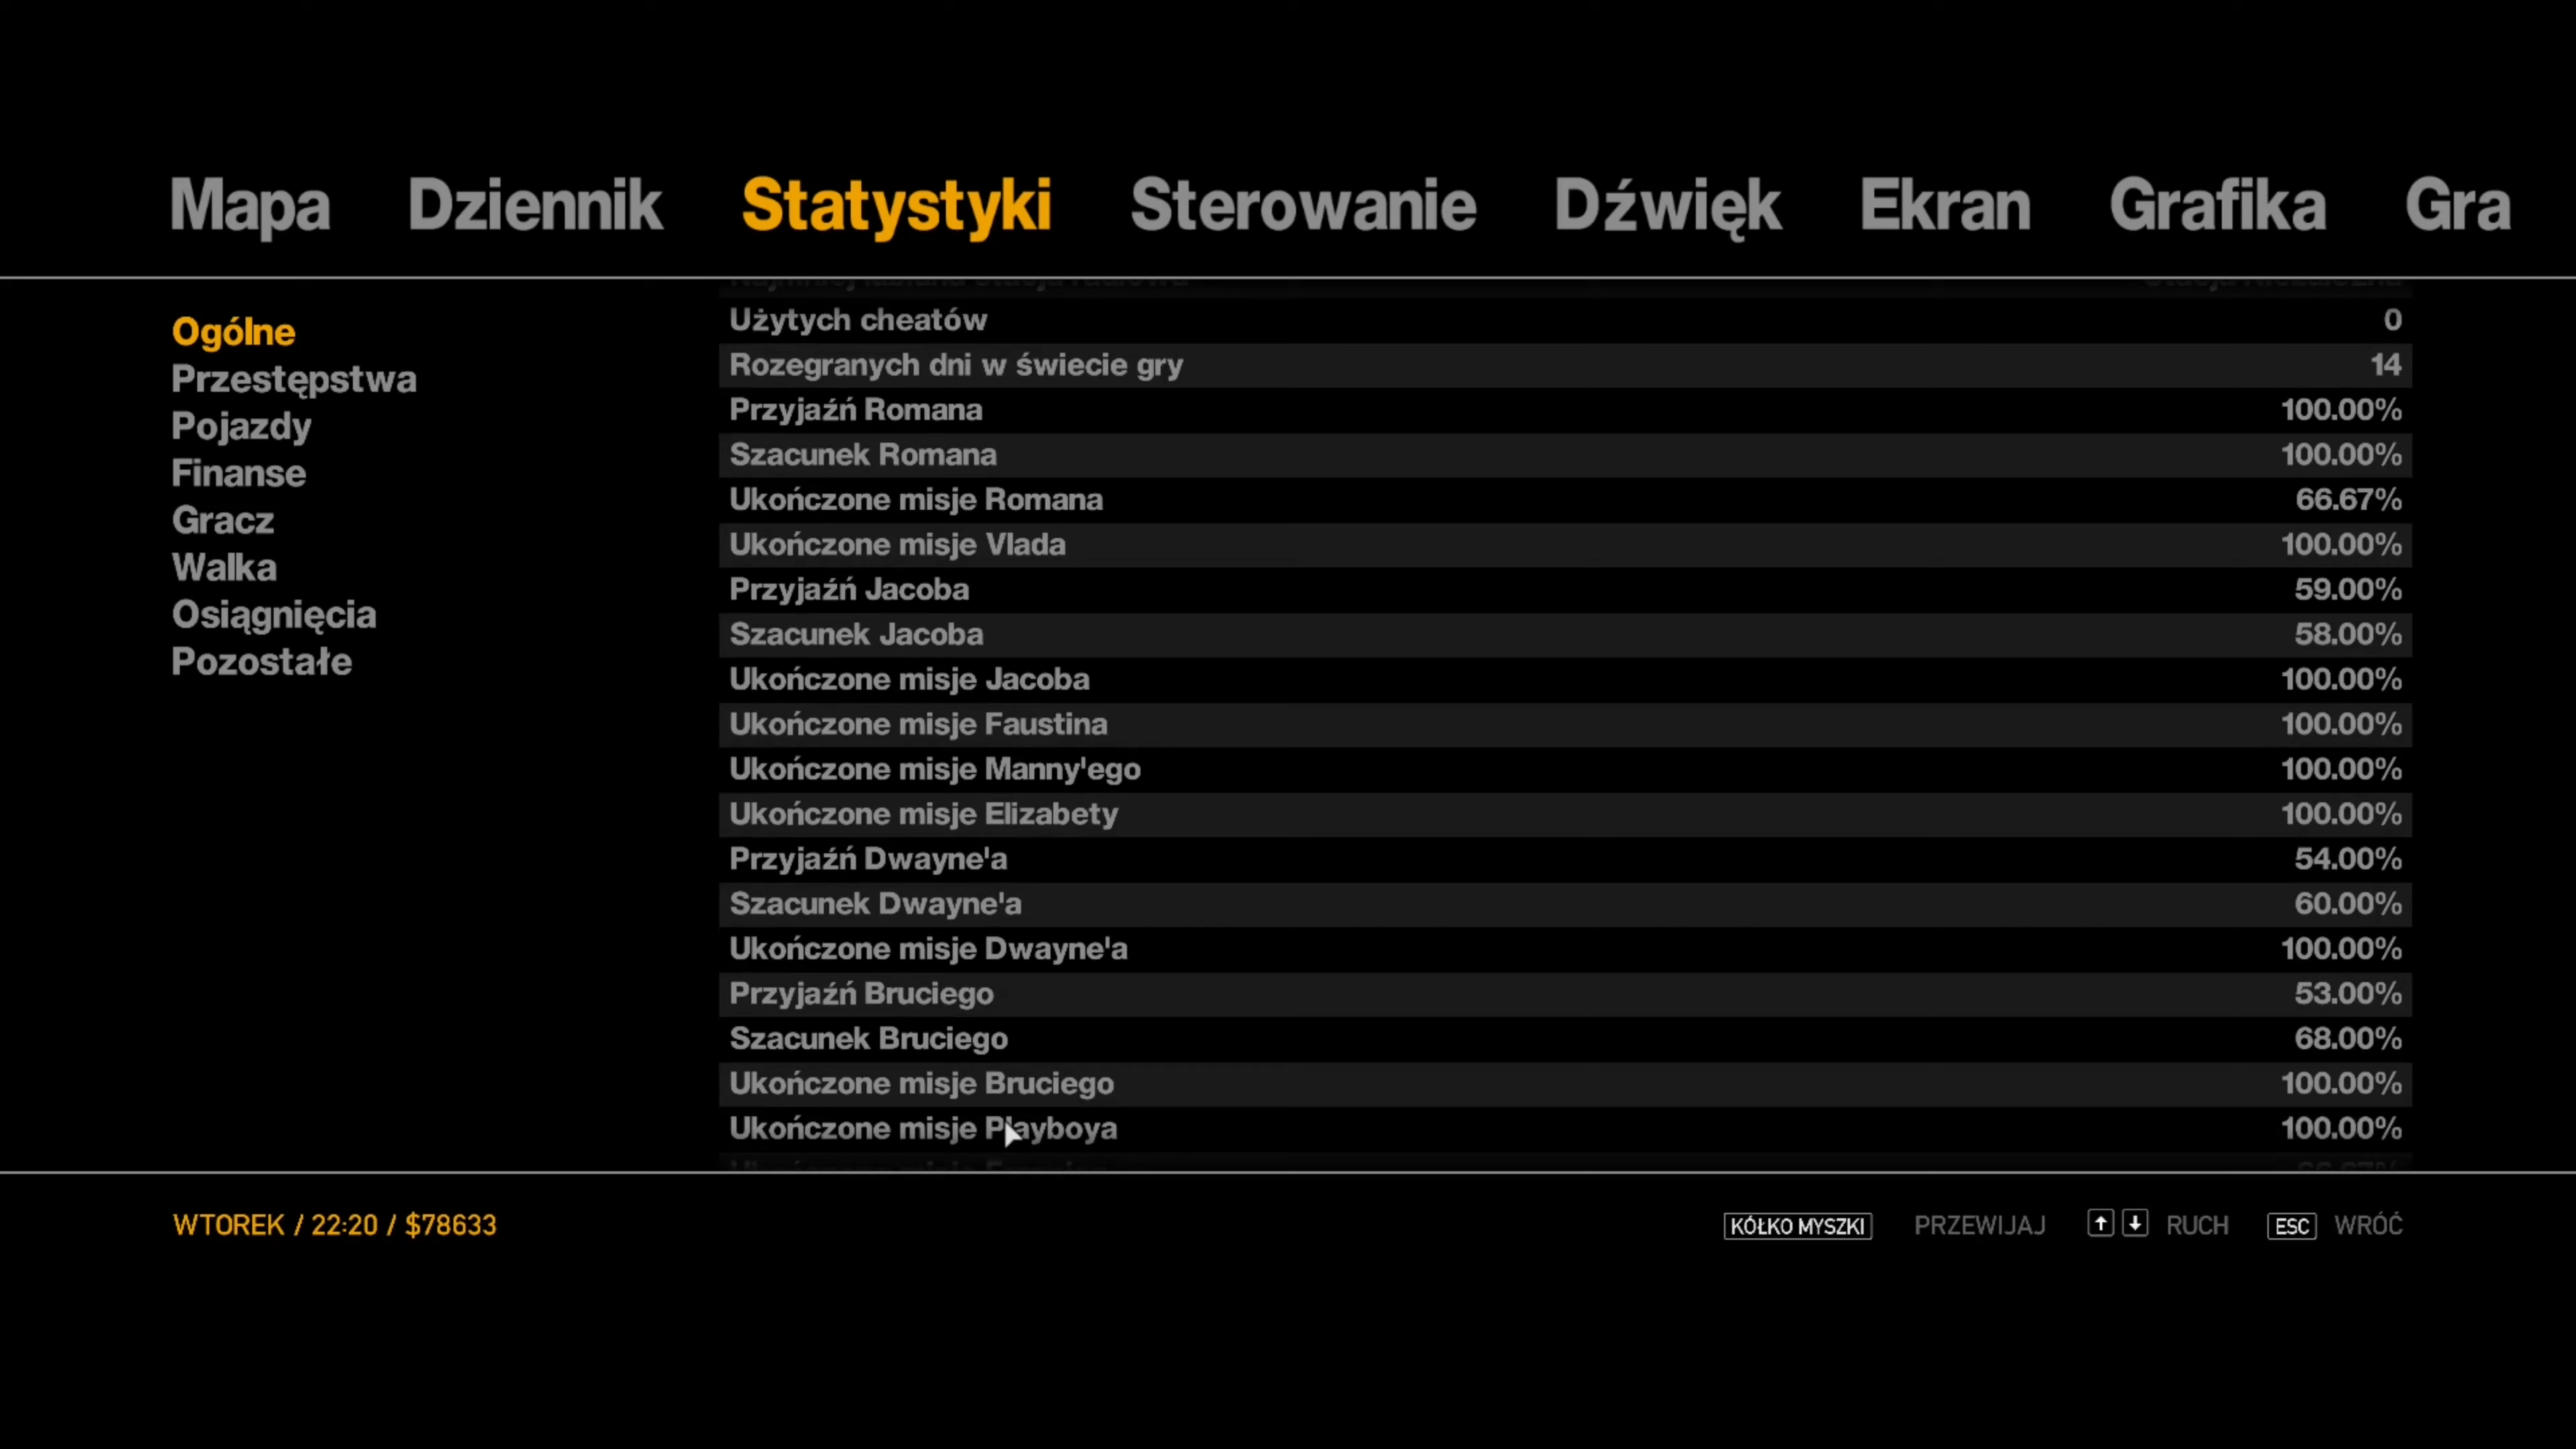 Mapa Dziennik Statystyki Sterowanie Dźwięk Ekran Grafika Gra
Ogólne
Przestępstwa
Pojazdy
Finanse
Gracz
Walka
Osiągnięcia
Pozostałe
Użytych cheatów 0
Rozegranych dni w świecie gry 14
Przyjaźń Romana 100.00%
Szacunek Romana 100.00%
Ukończone misje Romana 66.67%
Ukończone misje Vlada 100.00%
Przyjaźń Jacoba 59.00%
Szacunek Jacoba 58.00%
Ukończone misje Jacoba 100.00%
Ukończone misje Faustina 100.00%
Ukończone misje Manny'ego 100.00%
Ukończone misje Elizabety 100.00%
Przyjaźń Dwayne'a 54.00%
Szacunek Dwayne'a 60.00%
Ukończone misje Dwayne'a 100.00%
Przyjaźń Bruciego 53.00%
Szacunek Bruciego 68.00%
Ukończone misje Bruciego 100.00%
Ukończone misje Playboya 100.00%
WTOREK / 22:20 / $78633
KÓŁKO MYSZKI PRZEWIJAJ RUCH ESC WRÓĆ